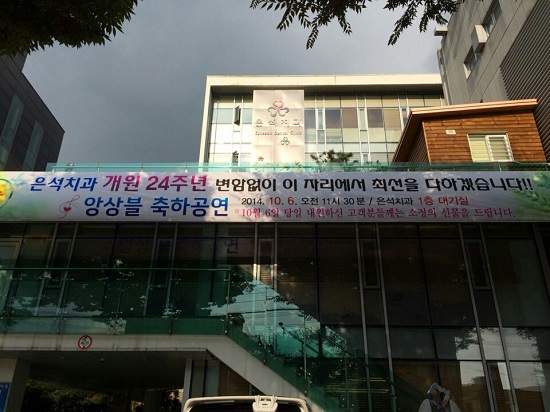 은석치과
은석치과 개원 24주년 변함없이 이 자리에서 최선을 다하겠습니다!!
앙상블 축하공연 2014. 10. 6. 오전 11시 30분 / 은석치과 1층 대기실
*10월 6일 당일 내원하신 고객분들께는 소정의 선물을 드립니다.